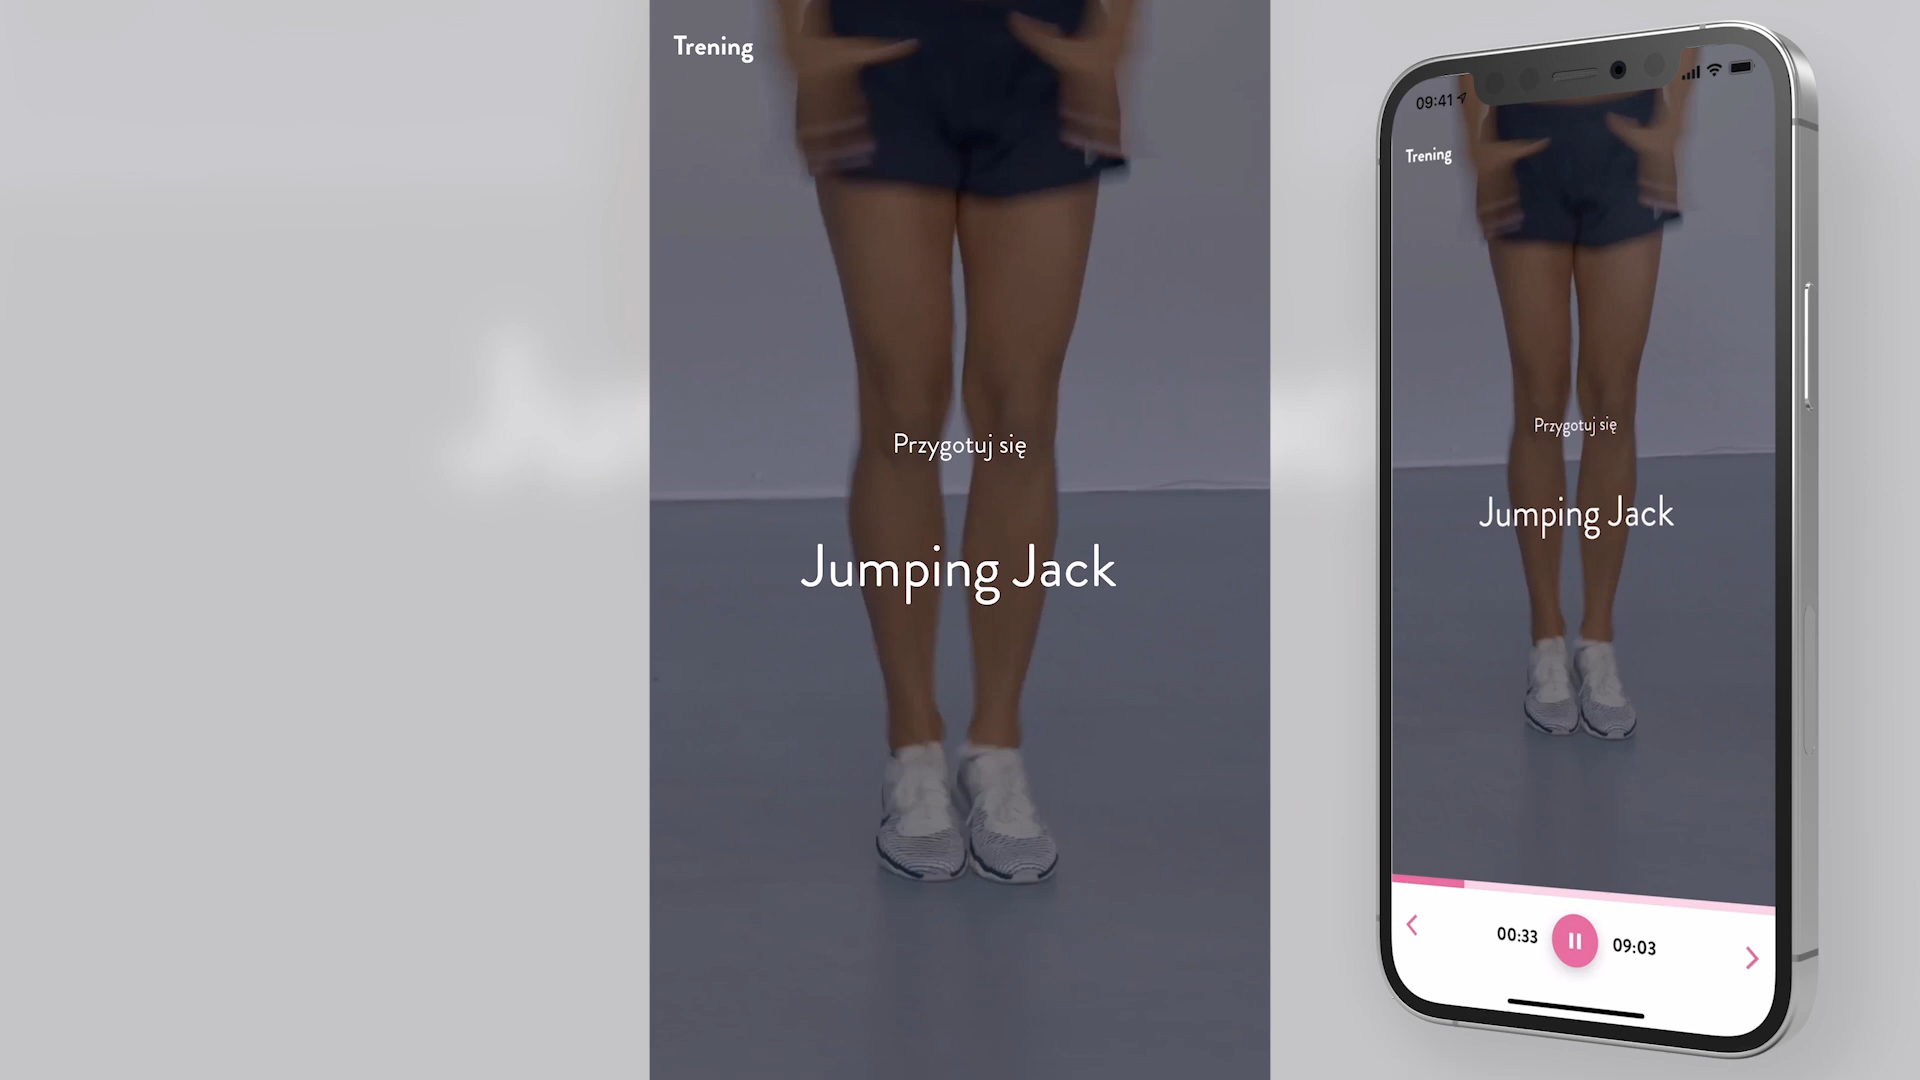 Trening
Przygotuj się
Jumping Jack
09:41
Trening
Przygotuj się
Jumping Jack
00:33
09:03